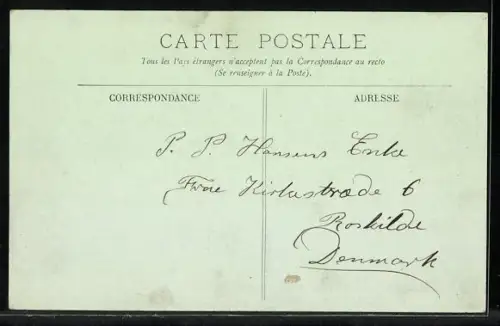 CARTE POSTALE
Tous les Pays étrangers n'acceptent pas la Correspondance au recto
(Se renseigner à la Poste).
CORRESPONDANCE
ADRESSE
P. P. Hansens Enke
Kirkestræde 6
Roskilde
Denmark